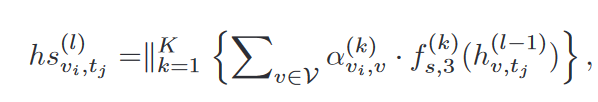 $hs_{v_i,t_j}^{(l)} = \|_{k=1}^{K} \left\{ \sum_{v \in \mathcal{V}} \alpha_{v_i,v}^{(k)} \cdot f_{s,3}^{(k)} (h_{v,t_j}^{(l-1)}) \right\},$